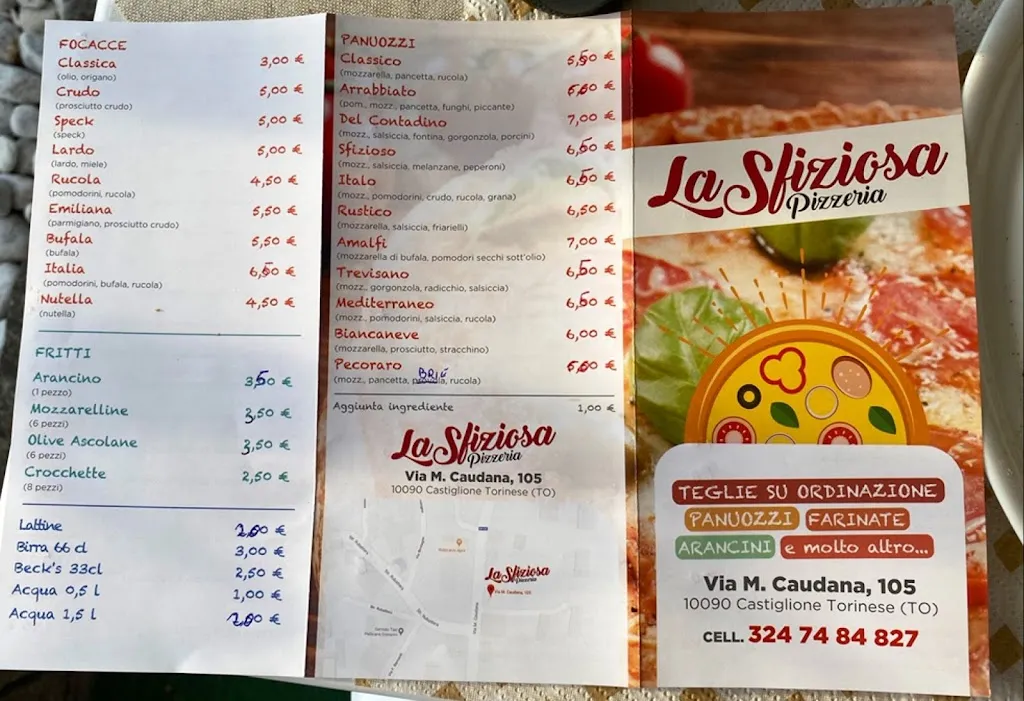 FOCACCE
Classica 3,00 €
(olio, origano)
Crudo 5,00 €
(prosciutto crudo)
Speck 5,00 €
(speck)
Lardo 5,00 €
(lardo, miele)
Rucola 4,50 €
(pomodorini, rucola)
Emiliana 5,50 €
(parmigiano, prosciutto crudo)
Bufala 5,50 €
(bufala)
Italia 6,50 €
(pomodorini, bufala, rucola)
Nutella 4,50 €
(nutella)
FRITTI
Arancino 3,50 €
(1 pezzo)
Mozzarelline 3,50 €
(6 pezzi)
Olive Ascolane 3,50 €
(6 pezzi)
Crocchette 2,50 €
(8 pezzi)
Lattine €
Birra 66 cl 3,00 €
Beck's 33cl 2,50 €
Acqua 0,5 l 1,00 €
Acqua 1,5 l €
PANUOZZI
Classico 5,50 €
(mozzarella, pancetta, rucola)
Arrabbiato €
(pom., mozz., pancetta, funghi, piccante)
Del Contadino 7,00 €
(mozz., salsiccia, fontina, gorgonzola, porcini)
Sfizioso 6,50 €
(mozz., salsiccia, melanzane, peperoni)
Italo 6,50 €
(mozz., pomodorini, crudo, rucola, grana)
Rustico 6,50 €
(mozzarella, salsiccia, friarielli)
Amalfi 7,00 €
(mozzarella di bufala, pomodori secchi sott'olio)
Trevisano 6,50 €
(mozz., gorgonzola, radicchio, salsiccia)
Mediterraneo 6,50 €
(mozz., pomodorini, salsiccia, rucola)
Biancaneve 6,00 €
(mozzarella, prosciutto, stracchino)
Pecoraro €
BRIÚ
(mozz., pancetta, rucola)
Aggiunta ingrediente 1,00 €
La Sfiziosa
Pizzeria
Via M. Caudana, 105
10090 Castiglione Torinese (TO)
La Sfiziosa
Pizzeria
Via M. Caudana, 105
La Sfiziosa
Pizzeria
TEGLIE SU ORDINAZIONE
PANUOZZI FARINATE
ARANCINI e molto altro...
Via M. Caudana, 105
10090 Castiglione Torinese (TO)
CELL. 324 74 84 827